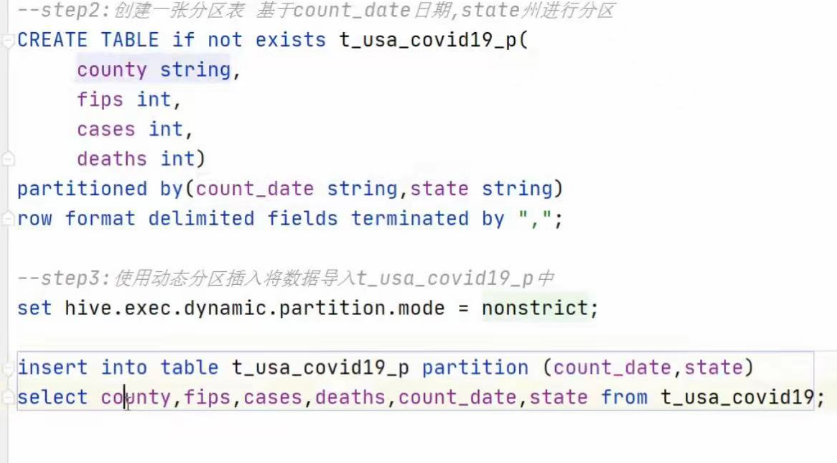 --step2:创建一张分区表 基于count_date日期,state州进行分区
CREATE TABLE if not exists t_usa_covid19_p(
county string,
fips int,
cases int,
deaths int)
partitioned by(count_date string,state string)
row format delimited fields terminated by ",";
--step3:使用动态分区插入将数据导入t_usa_covid19_p中
set hive.exec.dynamic.partition.mode = nonstrict;
insert into table t_usa_covid19_p partition (count_date,state)
select county,fips,cases,deaths,count_date,state from t_usa_covid19;